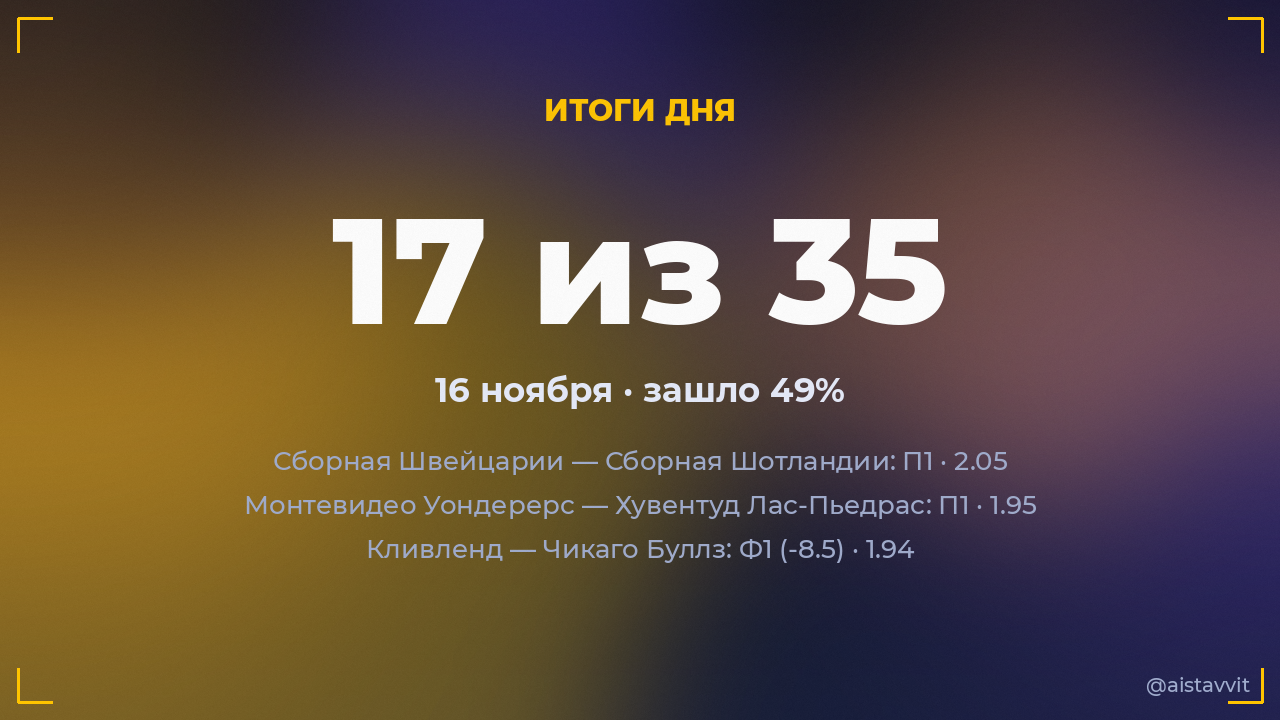 ИТОГИ ДНЯ
17 из 35
16 ноября · зашло 49%
Сборная Швейцарии — Сборная Шотландии: П1 · 2.05
Монтевидео Уондерерс — Хувентуд Лас-Пьедрас: П1 · 1.95
Кливленд — Чикаго Буллз: Ф1 (-8.5) · 1.94
@aistavvit